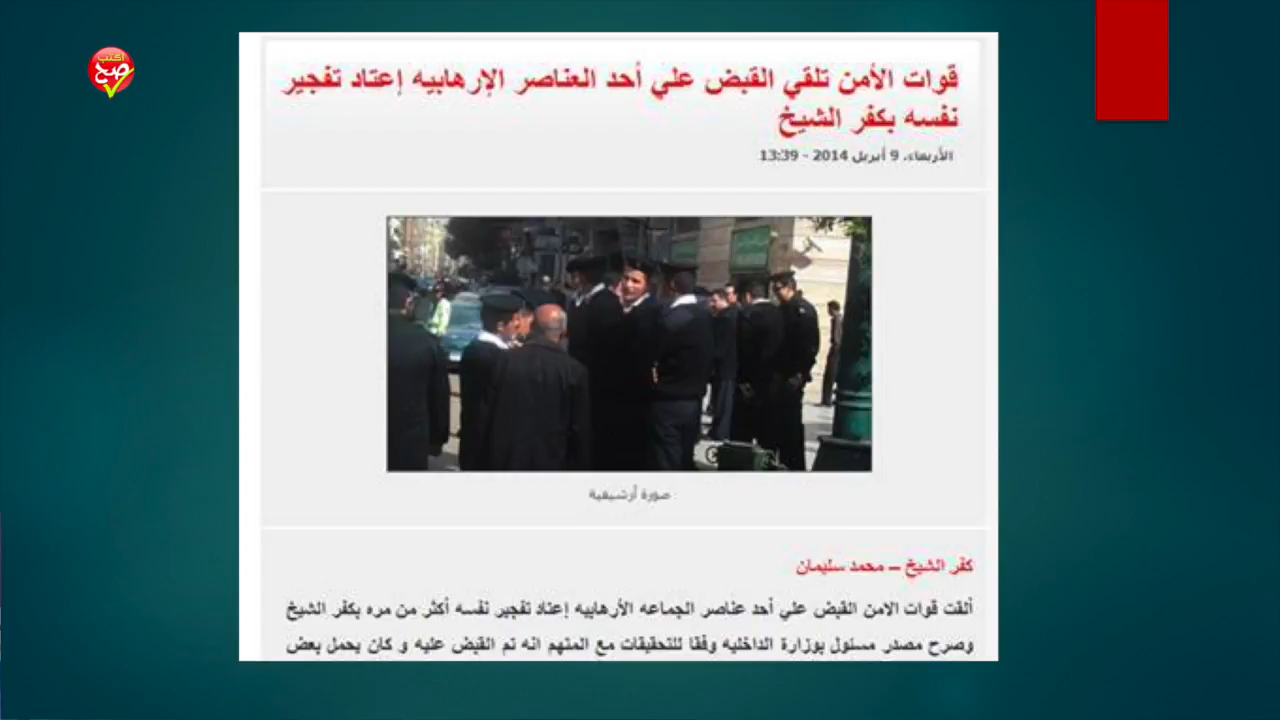 اكتب
صح
قوات الأمن تلقي القبض علي أحد العناصر الإرهابيه إعتاد تفجير
نفسه بكفر الشيخ
الأربعاء، 9 أبريل 2014 - 13:39
صورة أرشيفية
كفر الشيخ – محمد سليمان
ألقت قوات الامن القبض علي أحد عناصر الجماعه الأرهابيه إعتاد تفجير نفسه أكثر من مره بكفر الشيخ
وصرح مصدر مسئول بوزارة الداخليه وفقا للتحقيقات مع المتهم انه تم القبض عليه و كان يحمل بعض